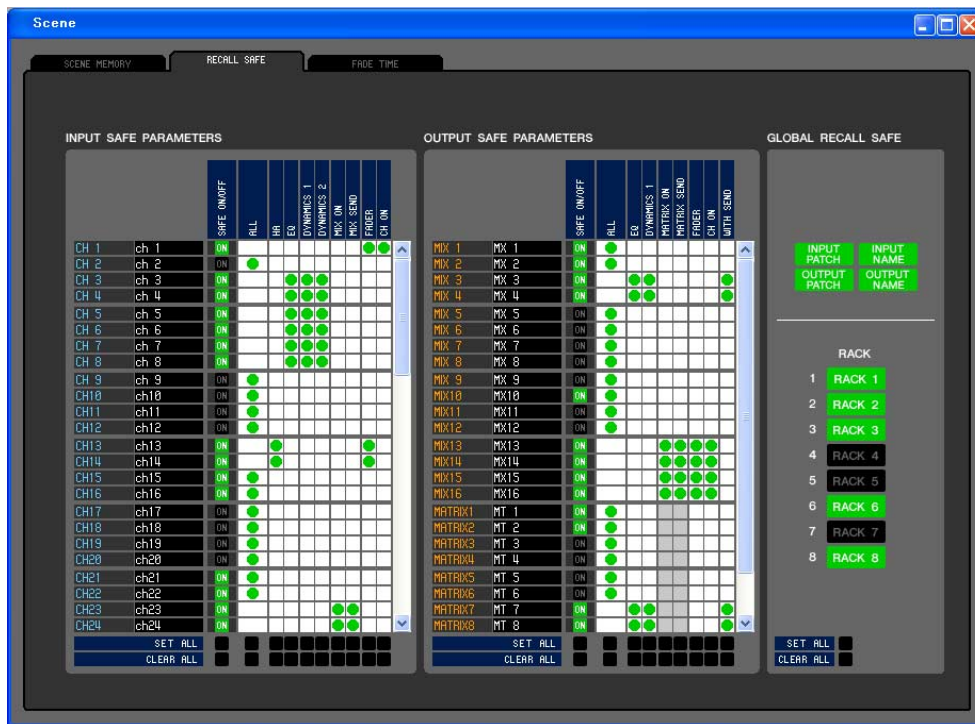 Scene
SCENE MEMORY RECALL SAFE FADE TIME
INPUT SAFE PARAMETERS
SAFE ON/OFF ALL HA EQ DYNAMICS 1 DYNAMICS 2 MIX ON MIX SEND FADER CH ON
CH 1 ch 1 ON
CH 2 ch 2 ON
CH 3 ch 3 ON
CH 4 ch 4 ON
CH 5 ch 5 ON
CH 6 ch 6 ON
CH 7 ch 7 ON
CH 8 ch 8 ON
CH 9 ch 9 ON
CH10 ch10 ON
CH11 ch11 ON
CH12 ch12 ON
CH13 ch13 ON
CH14 ch14 ON
CH15 ch15 ON
CH16 ch16 ON
CH17 ch17 ON
CH18 ch18 ON
CH19 ch19 ON
CH20 ch20 ON
CH21 ch21 ON
CH22 ch22 ON
CH23 ch23 ON
CH24 ch24 ON
SET ALL
CLEAR ALL
OUTPUT SAFE PARAMETERS
SAFE ON/OFF ALL EQ DYNAMICS 1 MATRIX ON MATRIX SEND FADER CH ON WITH SEND
MIX 1 MX 1 ON
MIX 2 MX 2 ON
MIX 3 MX 3 ON
MIX 4 MX 4 ON
MIX 5 MX 5 ON
MIX 6 MX 6 ON
MIX 7 MX 7 ON
MIX 8 MX 8 ON
MIX 9 MX 9 ON
MIX10 MX10 ON
MIX11 MX11 ON
MIX12 MX12 ON
MIX13 MX13 ON
MIX14 MX14 ON
MIX15 MX15 ON
MIX16 MX16 ON
MATRIX1 MT 1 ON
MATRIX2 MT 2 ON
MATRIX3 MT 3 ON
MATRIX4 MT 4 ON
MATRIX5 MT 5 ON
MATRIX6 MT 6 ON
MATRIX7 MT 7 ON
MATRIX8 MT 8 ON
SET ALL
CLEAR ALL
GLOBAL RECALL SAFE
INPUT PATCH
INPUT NAME
OUTPUT PATCH
OUTPUT NAME
RACK
1 RACK 1
2 RACK 2
3 RACK 3
4 RACK 4
5 RACK 5
6 RACK 6
7 RACK 7
8 RACK 8
SET ALL
CLEAR ALL